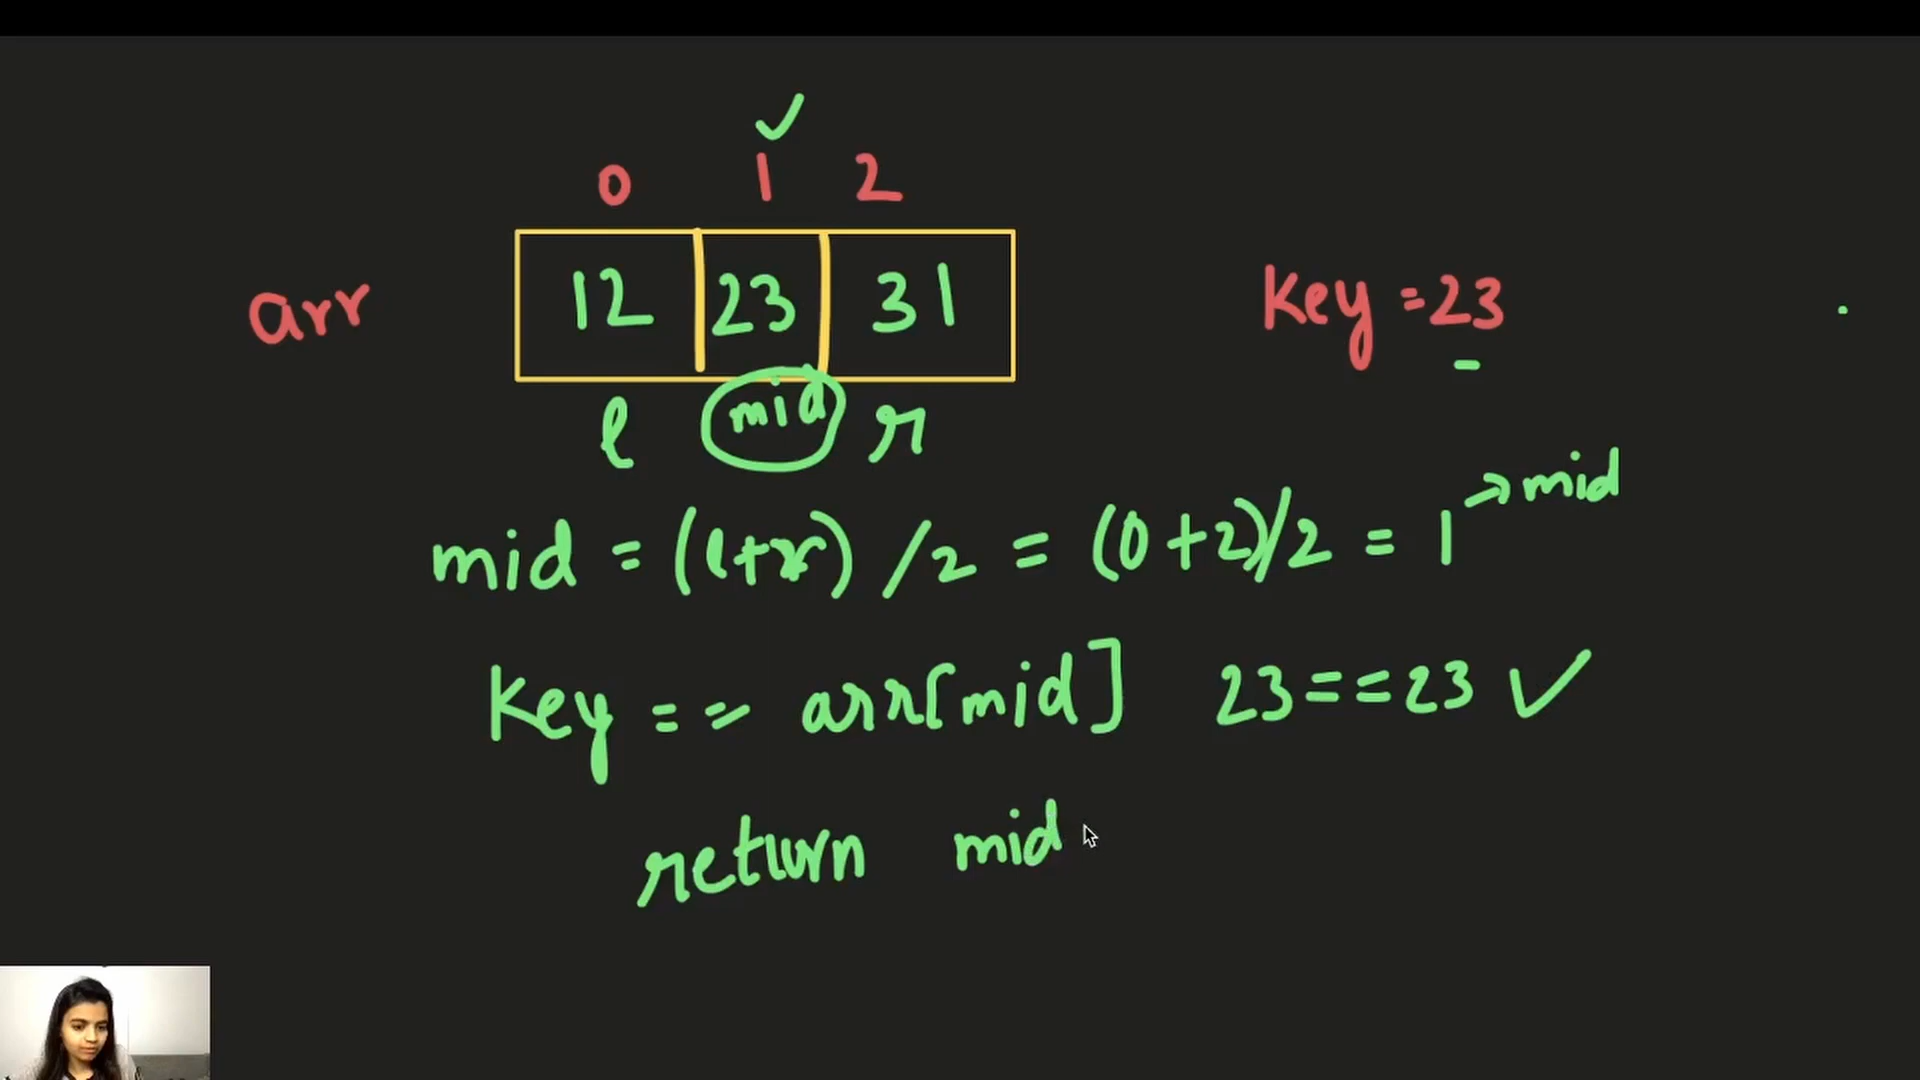 0 1 2
arr 12 23 31 Key = 23
l mid r
mid = (l+r) /2 = (0+2)/2 = 1 → mid
Key == arr[mid] 23==23 ✓
return mid